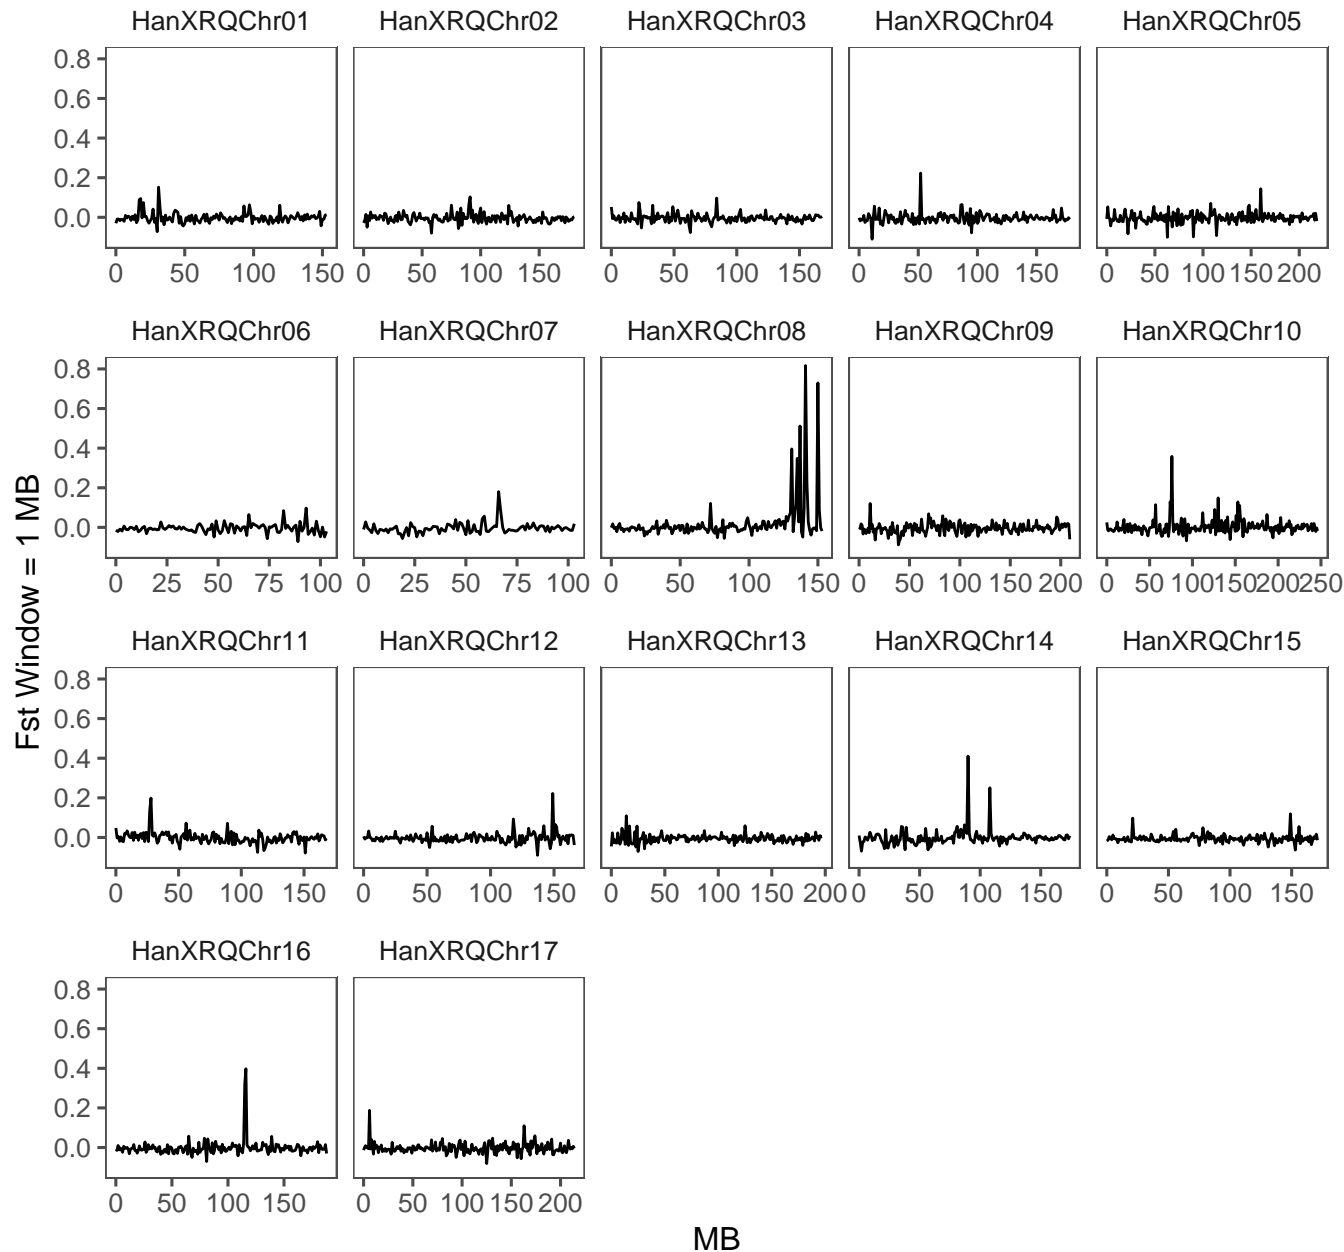 HanXRQChr01 HanXRQChr02 HanXRQChr03 HanXRQChr04 HanXRQChr05
0.8
0.6
0.4
0.2
0.0
0 50 100 150 0 50 100 150 0 50 100 150 0 50 100 150 0 50 100 150 200
HanXRQChr06 HanXRQChr07 HanXRQChr08 HanXRQChr09 HanXRQChr10
0.8
0.6
0.4
0.2
0.0
0 25 50 75 100 0 25 50 75 100 0 50 100 150 0 50 100 150 200 0 50 100 150 200 250
HanXRQChr11 HanXRQChr12 HanXRQChr13 HanXRQChr14 HanXRQChr15
0.8
0.6
0.4
0.2
0.0
0 50 100 150 0 50 100 150 0 50 100 150 200 0 50 100 150 0 50 100 150
HanXRQChr16 HanXRQChr17
0.8
0.6
0.4
0.2
0.0
0 50 100 150 0 50 100 150 200
Fst Window = 1 MB
MB